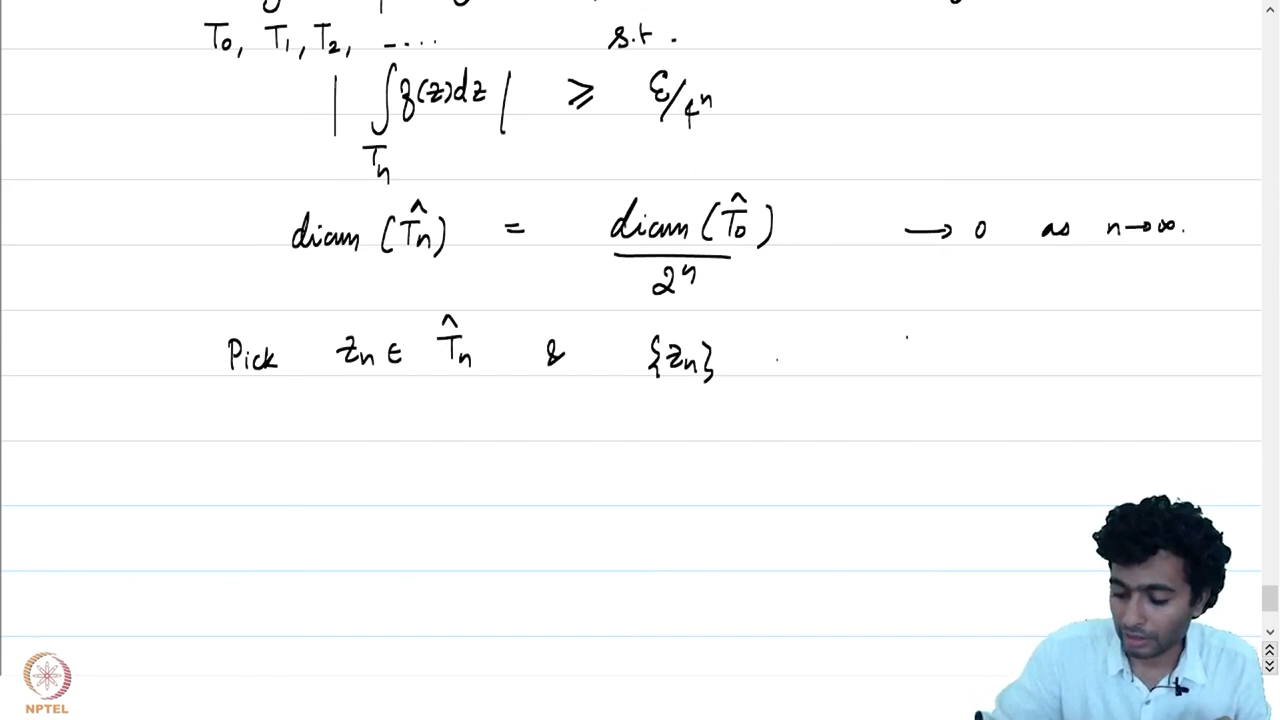 T₀, T₁, T₂, -.... s.t.
| ∫_{Tₙ} f(z)dz | ⩾ ε/4ⁿ
diam (T̂ₙ) = diam (T̂₀) / 2ⁿ → 0 as n→∞.
Pick zₙ ∈ T̂ₙ & {zₙ}
NPTEL